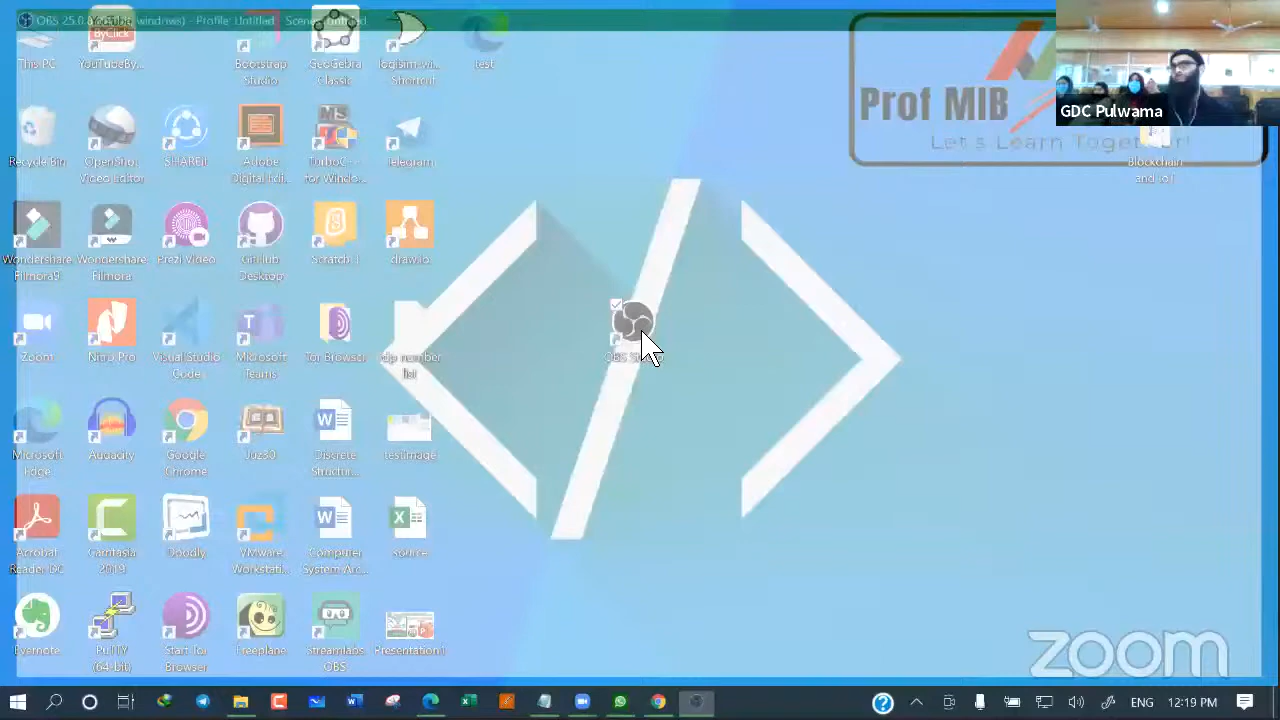 OBS 25.0.8 windows) - Profile: Untitled - Scenes: Untitled
This PC
YouTubeBy...
ByClick
Bootstrap
Studio
GeoGebra
Classic
logisim-wi...
Shortcut
test
Prof MIB
Let's Learn Together!
GDC Pulwama
Blockchain
and IoT
Recycle Bin
OpenShot
Video Editor
SHAREit
Adobe
Digital Edi...
MS
TurboC++
for Windo...
Telegram
Wondershare
Filmora9
Wondershare
Filmora
Prezi Video
GitHub
Desktop
Scratch
draw.io
Zoom
Nitro Pro
Visual Studio
Code
Microsoft
Teams
Tor Browser
number
list
OBS
Microsoft
Edge
Audacity
Google
Chrome
Juz30
Discrete
Structur...
testimage
Acrobat
Reader DC
Camtasia
2019
Doodly
VMware
Workstati...
Computer
System Arc...
source
Evernote
PuTTY
(64-bit)
Start Tor
Browser
Freeplane
Streamlabs
OBS
Presentation1
zoom
ENG
12:19 PM